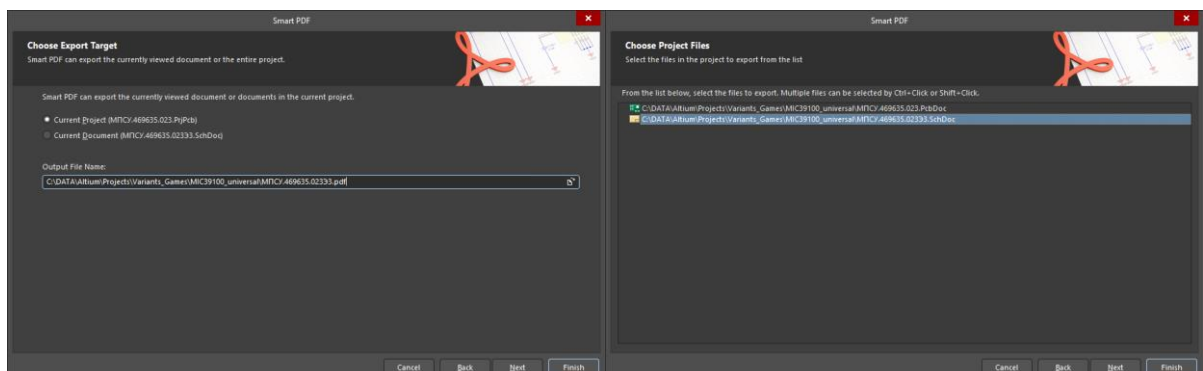 Smart PDF
Choose Export Target
Smart PDF can export the currently viewed document or the entire project.
Smart PDF can export the currently viewed document or documents in the current project.
Current Project (МПСУ.469635.023.PrjPcb)
Current Document (МПСУ.469635.023Э3.SchDoc)
Output File Name:
C:\DATA\Altium\Projects\Variants_Games\MIC39100_universal\МПСУ.469635.023Э3.pdf
Cancel Back Next Finish
Smart PDF
Choose Project Files
Select the files in the project to export from the list
From the list below, select the files to export. Multiple files can be selected by Ctrl+Click or Shift+Click.
C:\DATA\Altium\Projects\Variants_Games\MIC39100_universal\МПСУ.469635.023.PcbDoc
C:\DATA\Altium\Projects\Variants_Games\MIC39100_universal\МПСУ.469635.023Э3.SchDoc
Cancel Back Next Finish